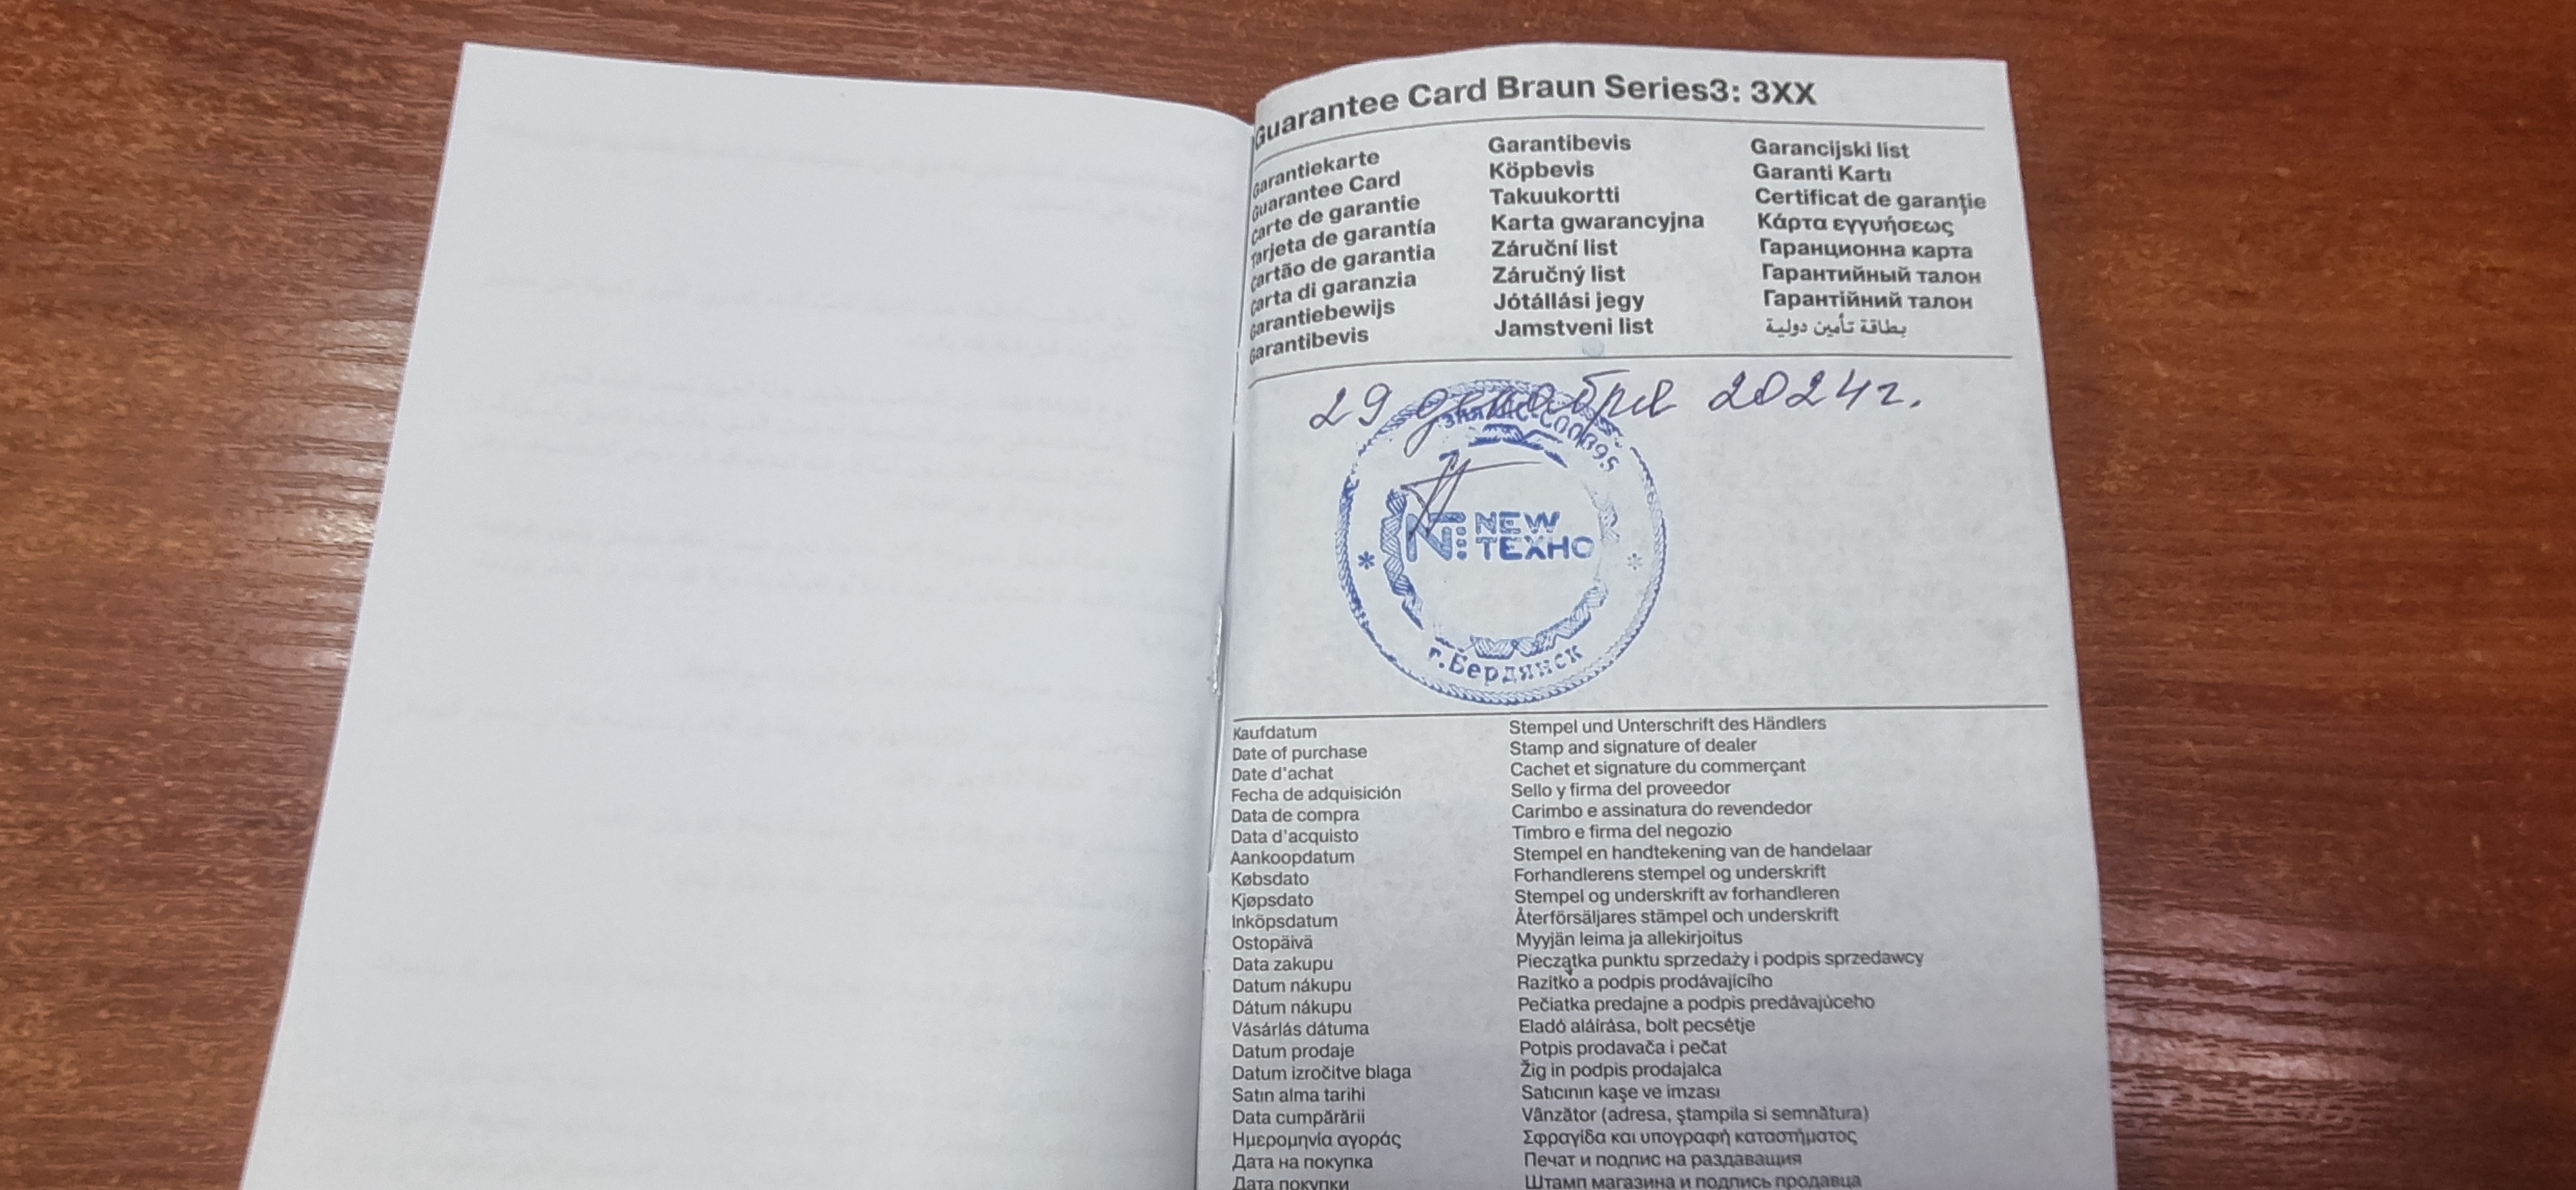 Guarantee Card Braun Series3: 3XX
Garantiekarte
Guarantee Card
Carte de garantie
Tarjeta de garantía
Cartão de garantia
Carta di garanzia
Garantiebewijs
Garantibevis
Garantibevis
Köpbevis
Takuukortti
Karta gwarancyjna
Záruční list
Záručný list
Jótállási jegy
Jamstveni list
Garancijski list
Garanti Kartı
Certificat de garanţie
Κάρτα εγγυήσεως
Гаранционна карта
Гарантийный талон
Гарантійний талон
بطاقة تأمين دولية
29 декабря 2024г.
NEW
ТЕХНО
г.Бердянск
Kaufdatum
Date of purchase
Date d'achat
Fecha de adquisición
Data de compra
Data d'acquisto
Aankoopdatum
Købsdato
Kjøpsdato
Inköpsdatum
Ostopäivä
Data zakupu
Datum nákupu
Dátum nákupu
Vásárlás dátuma
Datum prodaje
Datum izročitve blaga
Satın alma tarihi
Data cumpărării
Ημερομηνία αγοράς
Дата на покупка
Дата покупки
Stempel und Unterschrift des Händlers
Stamp and signature of dealer
Cachet et signature du commerçant
Sello y firma del proveedor
Carimbo e assinatura do revendedor
Timbro e firma del negozio
Stempel en handtekening van de handelaar
Forhandlerens stempel og underskrift
Stempel og underskrift av forhandleren
Återförsäljares stämpel och underskrift
Myyjän leima ja allekirjoitus
Pieczątka punktu sprzedaży i podpis sprzedawcy
Razítko a podpis prodávajícího
Pečiatka predajne a podpis predávajúceho
Eladó aláírása, bolt pecsétje
Potpis prodavača i pečat
Žig in podpis prodajalca
Satıcının kaşe ve imzası
Vânzător (adresa, ştampila si semnătura)
Σφραγίδα και υπογραφή καταστήματος
Печат и подпис на раздаващия
Штамп магазина и подпись продавца